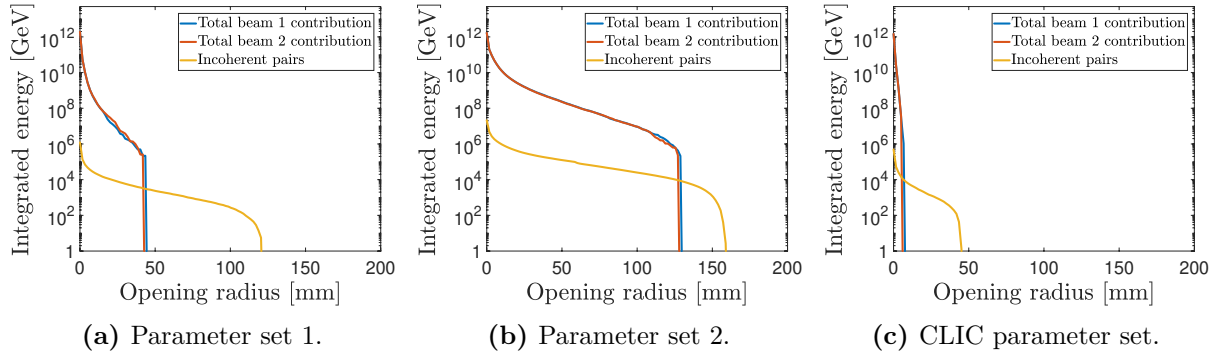 Integrated energy [GeV]
10^12
10^10
10^8
10^6
10^4
10^2
1
Total beam 1 contribution
Total beam 2 contribution
Incoherent pairs
0 50 100 150 200
Opening radius [mm]
(a) Parameter set 1.
Integrated energy [GeV]
10^12
10^10
10^8
10^6
10^4
10^2
1
Total beam 1 contribution
Total beam 2 contribution
Incoherent pairs
0 50 100 150 200
Opening radius [mm]
(b) Parameter set 2.
Integrated energy [GeV]
10^12
10^10
10^8
10^6
10^4
10^2
1
Total beam 1 contribution
Total beam 2 contribution
Incoherent pairs
0 50 100 150 200
Opening radius [mm]
(c) CLIC parameter set.